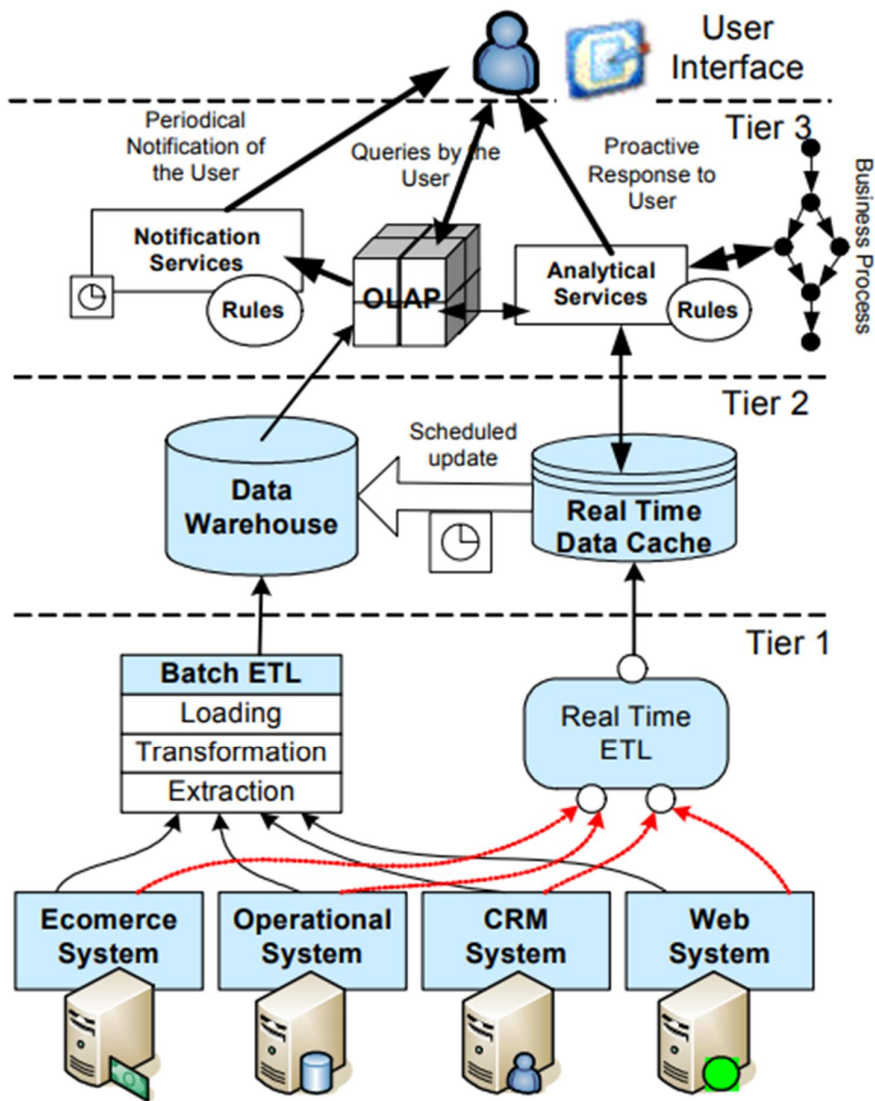 User
Interface
Tier 3
Periodical
Notification of
the User
Queries by the
User
Proactive
Response to
User
Business Process
Notification
Services
Rules
OLAP
Analytical
Services
Rules
Tier 2
Scheduled
update
Data
Warehouse
Real Time
Data Cache
Tier 1
Batch ETL
Loading
Transformation
Extraction
Real Time
ETL
Ecomerce
System
Operational
System
CRM
System
Web
System